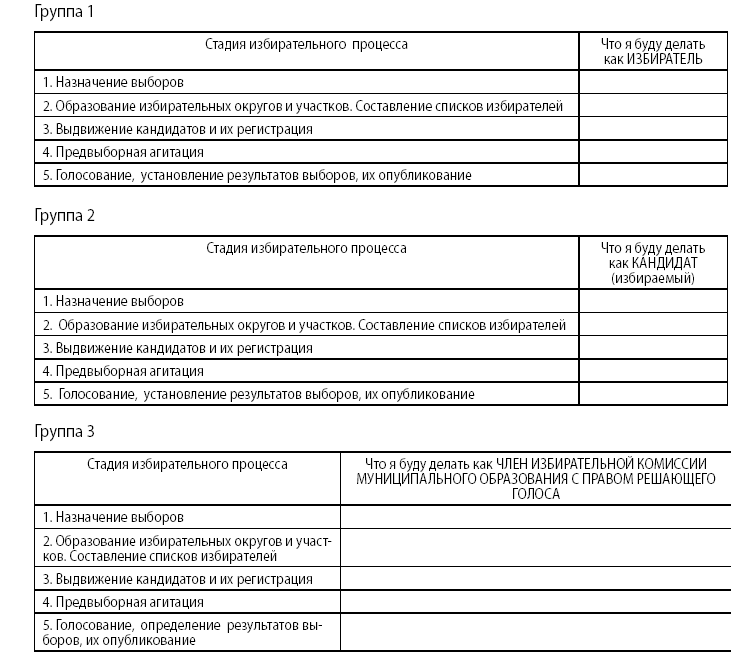 Группа 1
Стадия избирательного процесса
Что я буду делать
как ИЗБИРАТЕЛЬ
1. Назначение выборов
2. Образование избирательных округов и участков. Составление списков избирателей
3. Выдвижение кандидатов и их регистрация
4. Предвыборная агитация
5. Голосование, установление результатов выборов, их опубликование
Группа 2
Стадия избирательного процесса
Что я буду делать
как КАНДИДАТ
(избираемый)
1. Назначение выборов
2. Образование избирательных округов и участков. Составление списков избирателей
3. Выдвижение кандидатов и их регистрация
4. Предвыборная агитация
5. Голосование, установление результатов выборов, их опубликование
Группа 3
Стадия избирательного процесса
Что я буду делать как ЧЛЕН ИЗБИРАТЕЛЬНОЙ КОМИССИИ
МУНИЦИПАЛЬНОГО ОБРАЗОВАНИЯ С ПРАВОМ РЕШАЮЩЕГО
ГОЛОСА
1. Назначение выборов
2. Образование избирательных округов и участ-
ков. Составление списков избирателей
3. Выдвижение кандидатов и их регистрация
4. Предвыборная агитация
5. Голосование, определение результатов вы-
боров, их опубликование